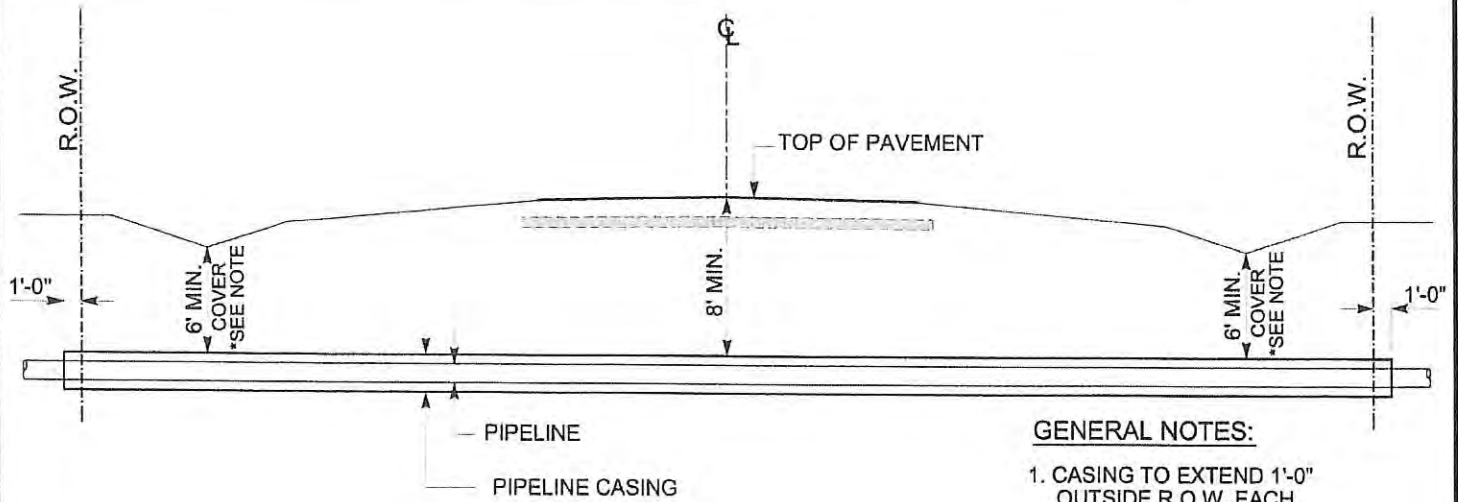 R.O.W.
℄
R.O.W.
TOP OF PAVEMENT
1'-0"
6' MIN.
COVER
*SEE NOTE
8' MIN.
6' MIN.
COVER
*SEE NOTE
1'-0"
PIPELINE
PIPELINE CASING
GENERAL NOTES:
1. CASING TO EXTEND 1'-0"
OUTSIDE R.O.W. EACH